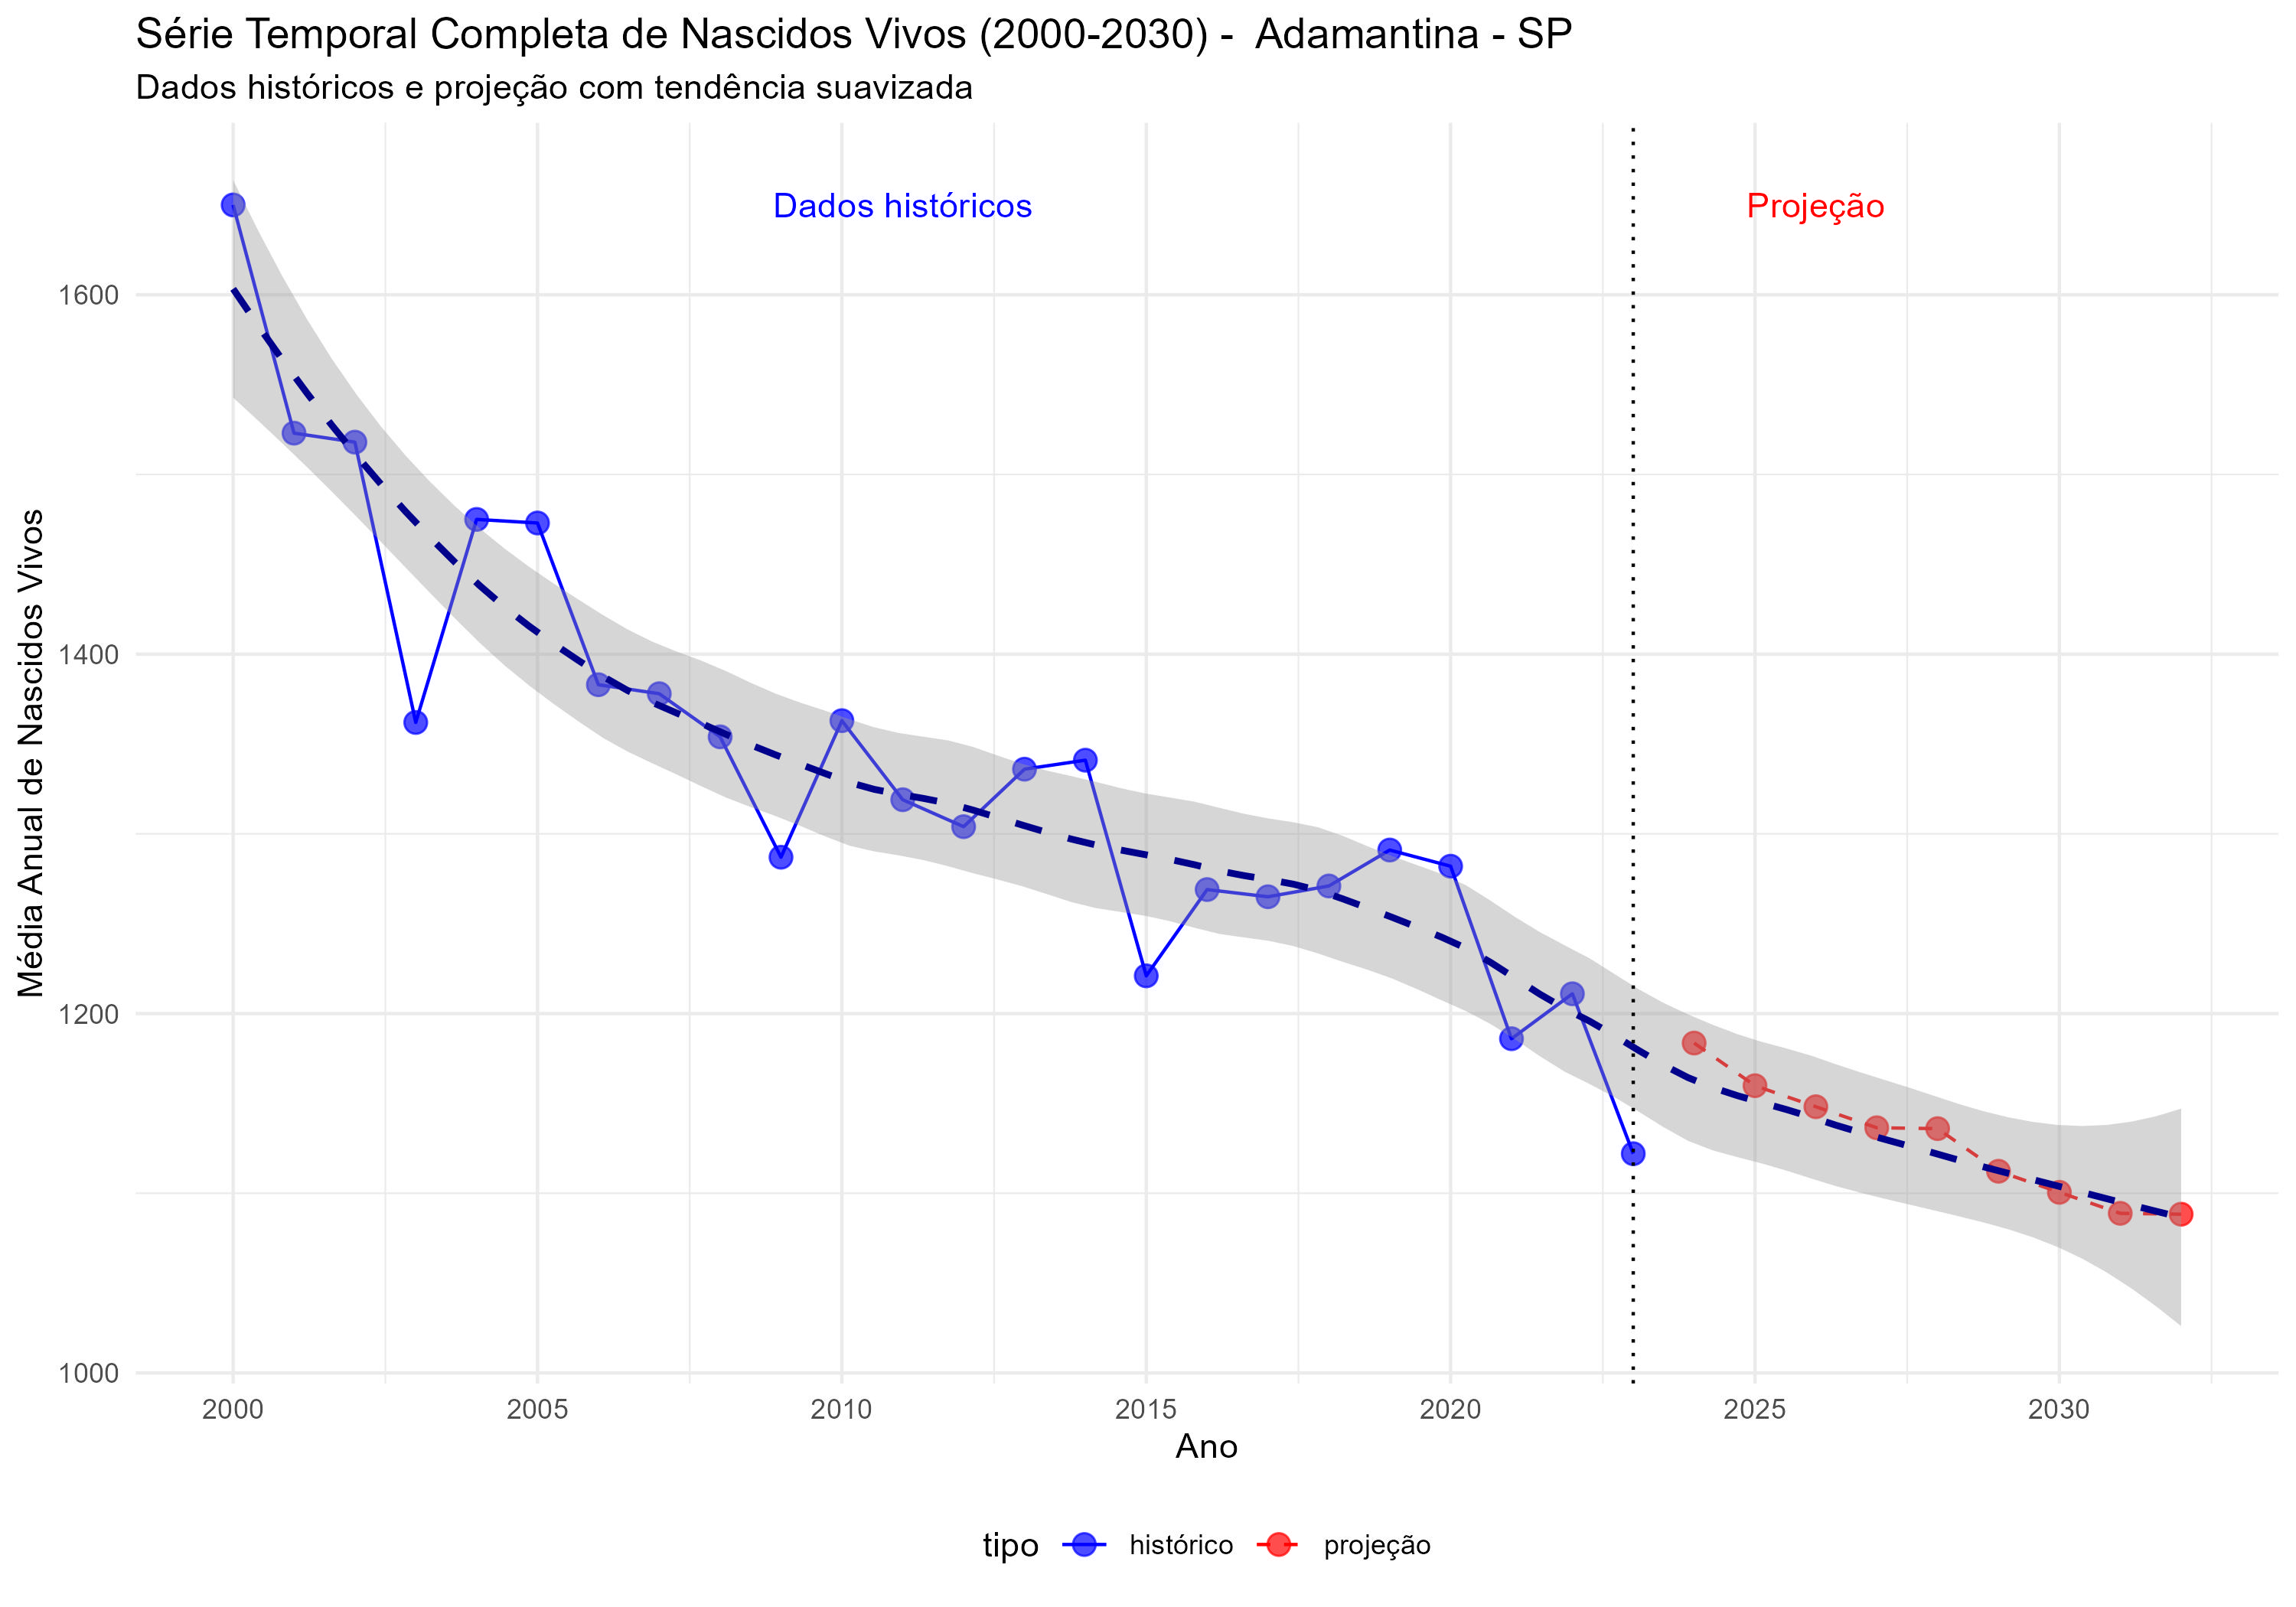 Série Temporal Completa de Nascidos Vivos (2000-2030) -  Adamantina - SP
Dados históricos e projeção com tendência suavizada
Dados históricos
Projeção
Média Anual de Nascidos Vivos
1600
1400
1200
1000
2000 2005 2010 2015 2020 2025 2030
Ano
tipo histórico projeção